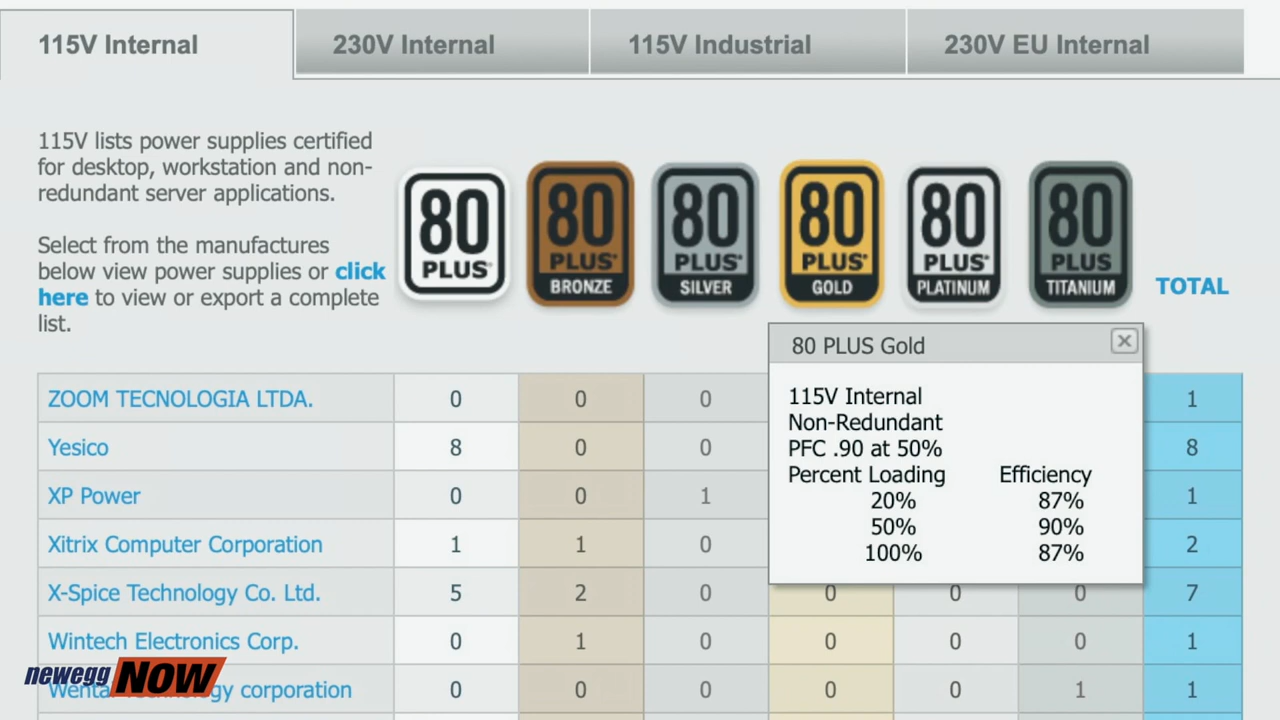 115V Internal 230V Internal 115V Industrial 230V EU Internal
115V lists power supplies certified
for desktop, workstation and non-
redundant server applications.
Select from the manufactures
below view power supplies or click
here to view or export a complete
list.
80 PLUS
80 PLUS BRONZE
80 PLUS SILVER
80 PLUS GOLD
80 PLUS PLATINUM
80 PLUS TITANIUM
TOTAL
80 PLUS Gold
115V Internal
Non-Redundant
PFC .90 at 50%
Percent Loading Efficiency
20% 87%
50% 90%
100% 87%
ZOOM TECNOLOGIA LTDA. 0 0 0 1
Yesico 8 0 0 8
XP Power 0 0 1 1
Xitrix Computer Corporation 1 1 0 2
X-Spice Technology Co. Ltd. 5 2 0 0 0 0 7
Wintech Electronics Corp. 0 1 0 0 0 0 1
corporation 0 0 0 0 0 1 1
newegg NOW